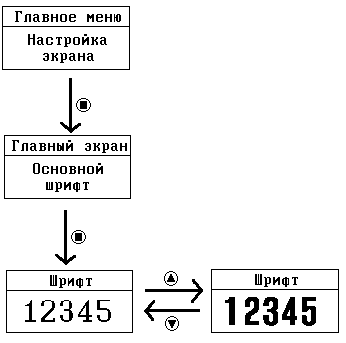 Главное меню
Настройка
экрана
Главный экран
Основной
шрифт
Шрифт
12345
Шрифт
12345